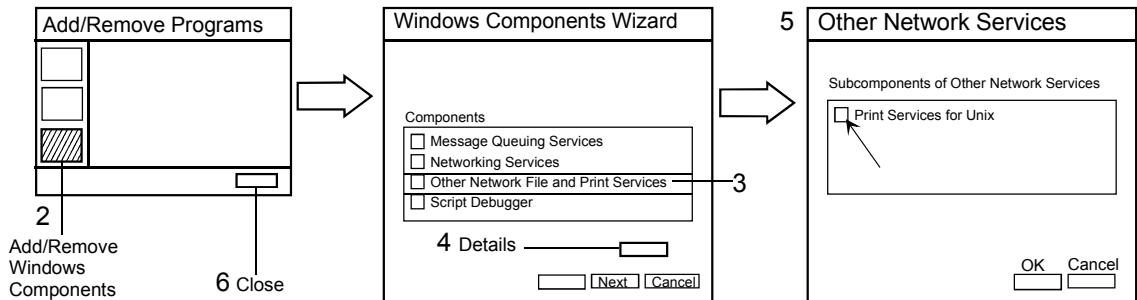 Add/Remove Programs
2
Add/Remove
Windows
Components
6 Close
Windows Components Wizard
Components
Message Queuing Services
Networking Services
Other Network File and Print Services
3
Script Debugger
4 Details
Next
Cancel
5
Other Network Services
Subcomponents of Other Network Services
Print Services for Unix
OK
Cancel